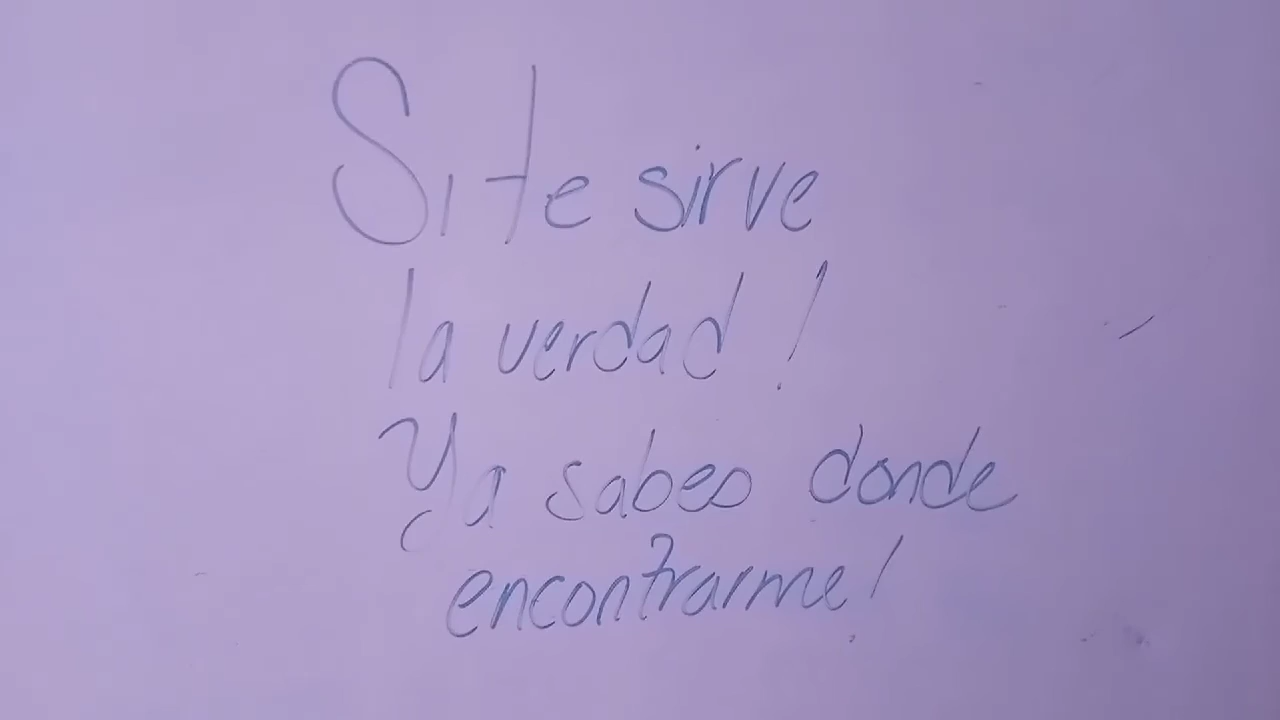 Si te sirve
la verdad!
Ya sabes donde
encontrarme!